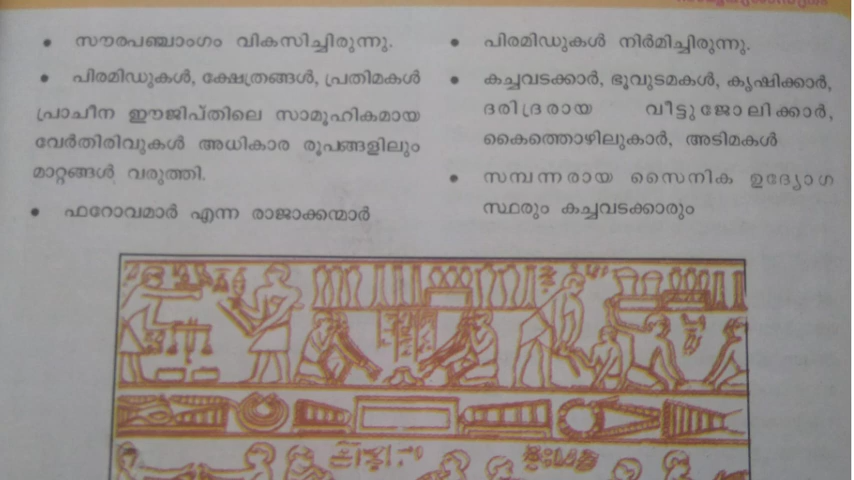 • സൗരപഞ്ചാംഗം വികസിച്ചിരുന്നു.
• പിരമിഡുകൾ, ക്ഷേത്രങ്ങൾ, പ്രതിമകൾ
പ്രാചീന ഈജിപ്തിലെ സാമൂഹികമായ
വേർതിരിവുകൾ അധികാര രൂപങ്ങളിലും
മാറ്റങ്ങൾ വരുത്തി.
• ഫറോവമാർ എന്ന രാജാക്കന്മാർ
• പിരമിഡുകൾ നിർമിച്ചിരുന്നു.
• കച്ചവടക്കാർ, ഭൂവുടമകൾ, കൃഷിക്കാർ,
ദരിദ്രരായ വീട്ടുജോലിക്കാർ,
കൈത്തൊഴിലുകാർ, അടിമകൾ
• സമ്പന്നരായ സൈനിക ഉദ്യോഗ
സ്ഥരും കച്ചവടക്കാരും